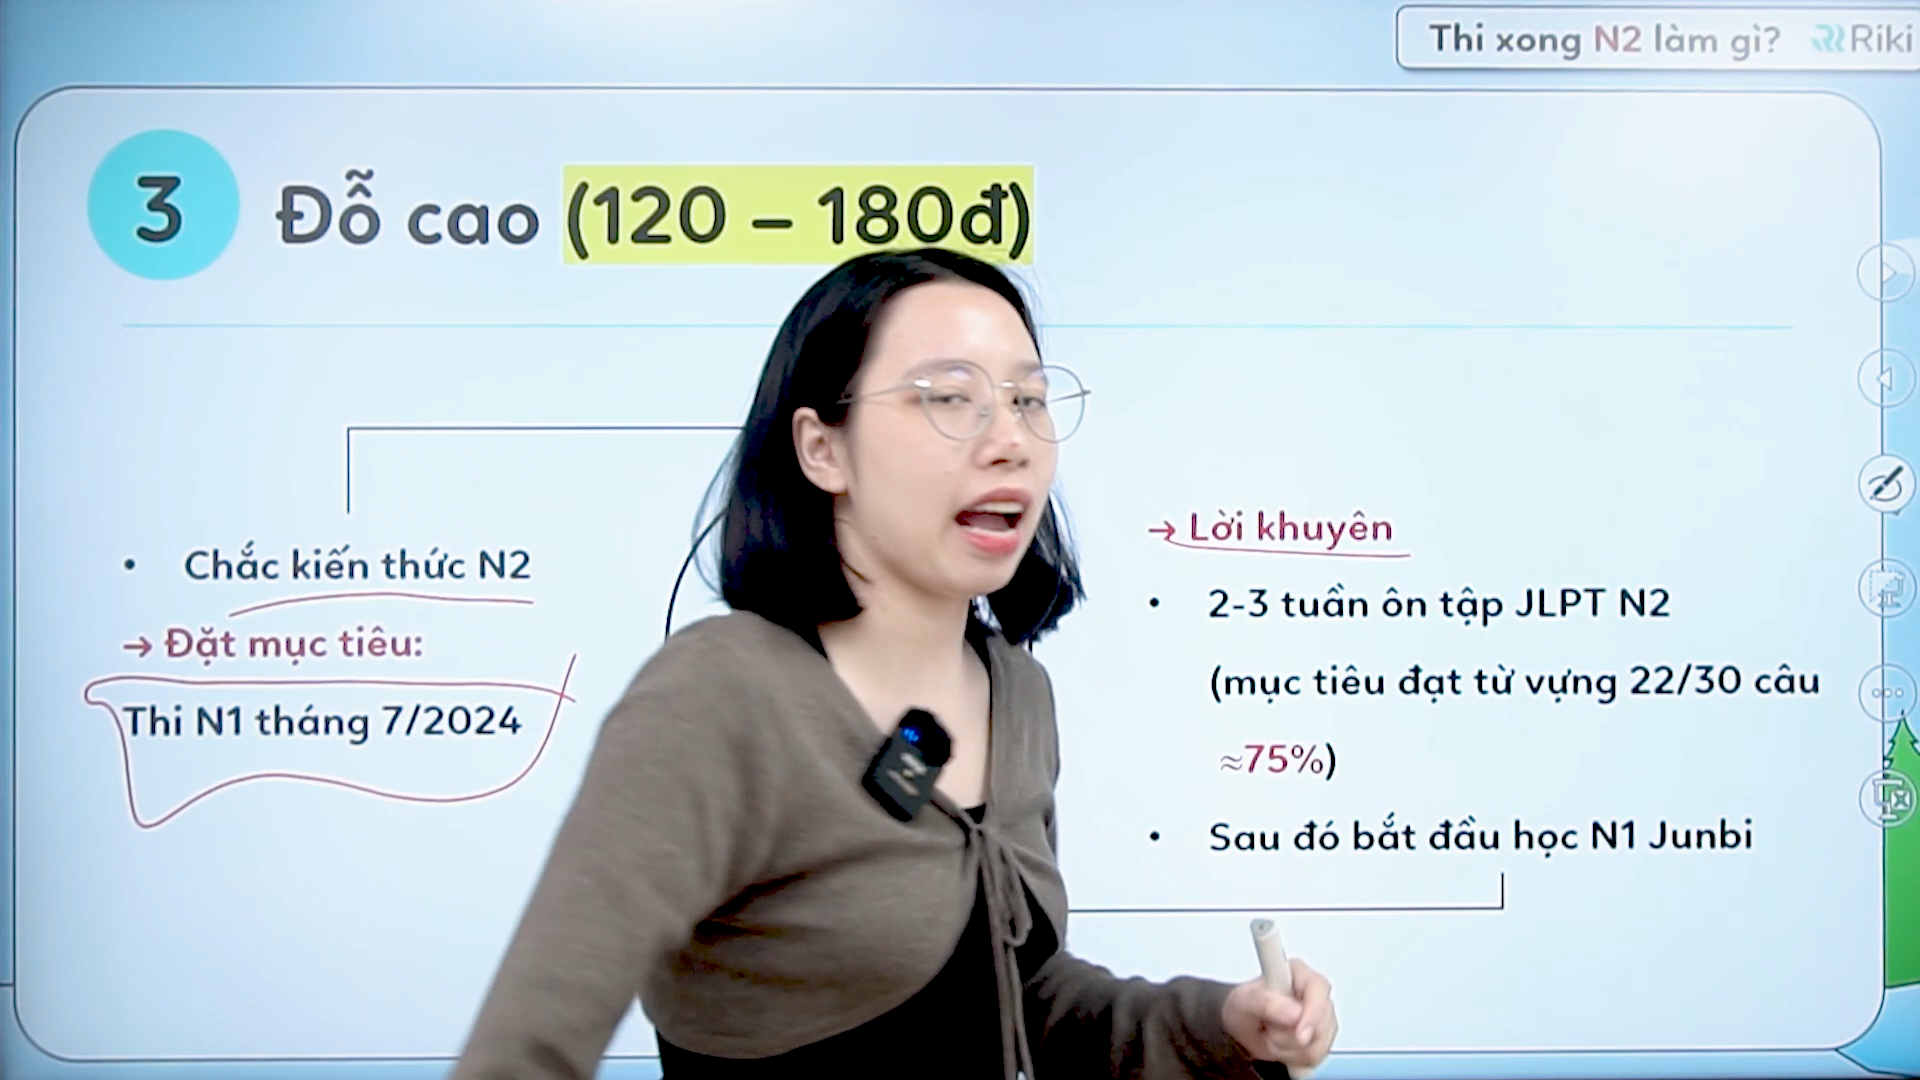 Thi xong N2 làm gì? Riki
3 Đỗ cao (120 – 180đ)
• Chắc kiến thức N2
→ Đặt mục tiêu:
Thi N1 tháng 7/2024
→ Lời khuyên
• 2-3 tuần ôn tập JLPT N2
(mục tiêu đạt từ vựng 22/30 câu
≈75%)
• Sau đó bắt đầu học N1 Junbi